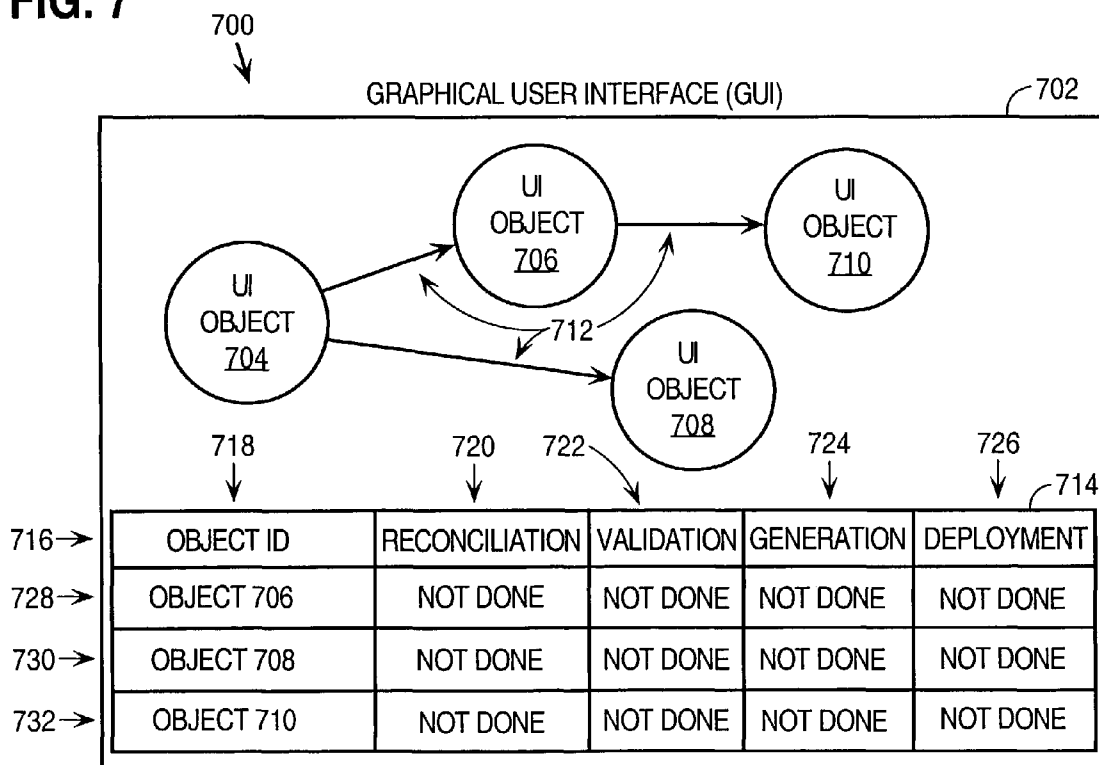 FIG. 7
700
GRAPHICAL USER INTERFACE (GUI)
702
UI
OBJECT
706
UI
OBJECT
710
UI
OBJECT
704
712
UI
OBJECT
708
718
720
722
724
726
714
716
OBJECT ID RECONCILIATION VALIDATION GENERATION DEPLOYMENT
728
OBJECT 706 NOT DONE NOT DONE NOT DONE NOT DONE
730
OBJECT 708 NOT DONE NOT DONE NOT DONE NOT DONE
732
OBJECT 710 NOT DONE NOT DONE NOT DONE NOT DONE